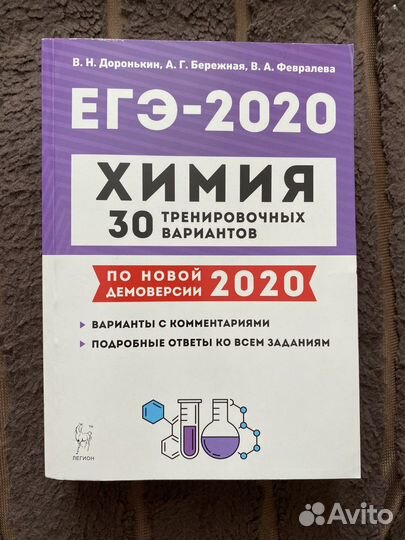 В. Н. Доронькин, А. Г. Бережная, В. А. Февралева
ЕГЭ-2020
ХИМИЯ
30 ТРЕНИРОВОЧНЫХ
ВАРИАНТОВ
ПО НОВОЙ
ДЕМОВЕРСИИ 2020
ВАРИАНТЫ С КОММЕНТАРИЯМИ
ПОДРОБНЫЕ ОТВЕТЫ КО ВСЕМ ЗАДАНИЯМ
ЛЕГИОН
Avito